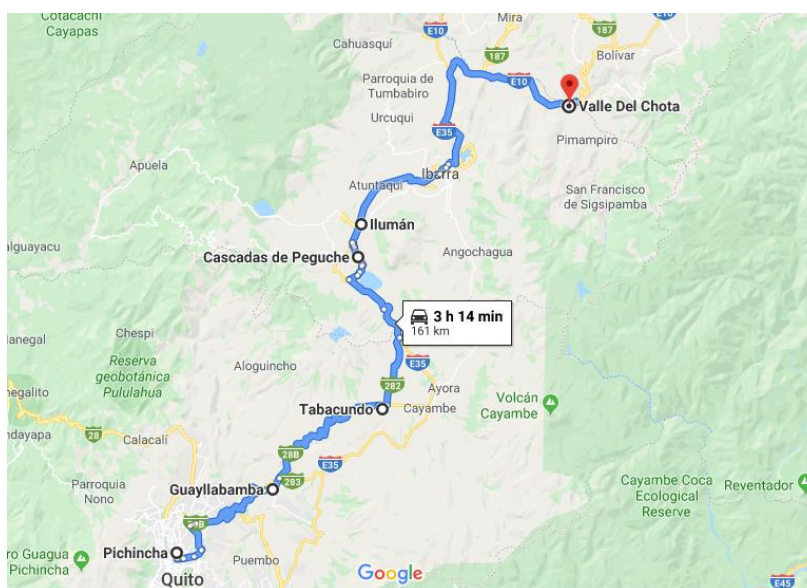 Cotacachi
Cayapas
E10
Mira
187
187
Cahuasquí
Bolívar
Parroquia de
Tumbabiro
E10
Valle Del Chota
Urcuqui
E35
Pimampiro
Ibarra
Apuela
Atuntaqui
San Francisco
de Sigsipamba
Ilumán
Angochagua
Cascadas de Peguche
3 h 14 min
161 km
Chespi
Reserva
geobotánica
Pululahua
Aloguincho
E35
282
Ayora
Volcán
Cayambe
Tabacundo
Cayambe
28
Calacalí
28B
E35
Guayllabamba
283
Parroquia
Nono
Cayambe Coca
Ecological
Reserve
Reventador
Pichincha
Puembo
Guagua
Pichincha
Quito
Google
E45